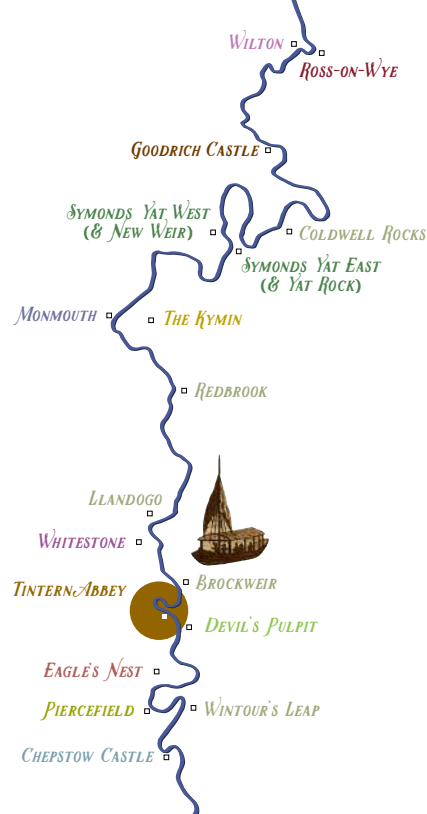 Wilton
Ross-on-Wye
Goodrich Castle
Symonds Yat West
(& New Weir)
Coldwell Rocks
Symonds Yat East
(& Yat Rock)
Monmouth
The Kymin
Redbrook
Llandogo
Whitestone
Brockweir
Tintern Abbey
Devil's Pulpit
Eagle's Nest
Piercefield
Wintour's Leap
Chepstow Castle